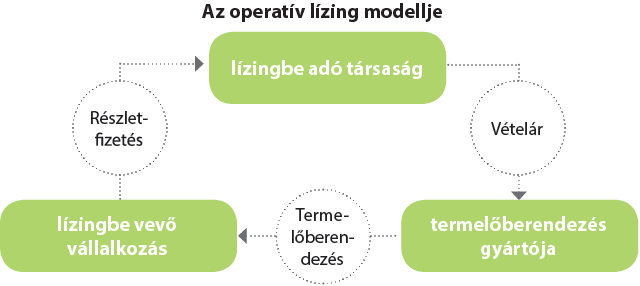 Az operatív lízing modellje
lízingbe adó társaság
Részlet-
fizetés
Vételár
lízingbe vevő
vállalkozás
Terme-
lőberen-
dezés
termelőberendezés
gyártója